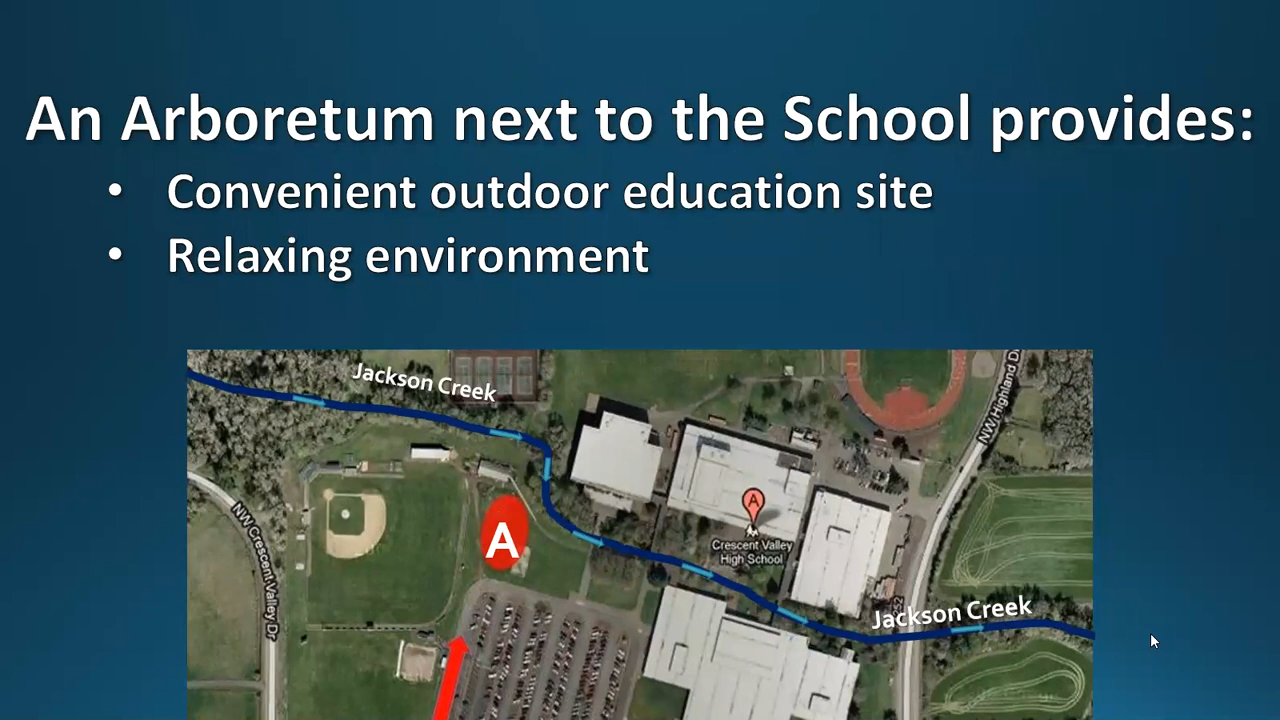 An Arboretum next to the School provides:
• Convenient outdoor education site
• Relaxing environment
Jackson Creek
NW Highland Dr
A
A
NW Crescent Valley Dr
Crescent Valley
High School
Jackson Creek